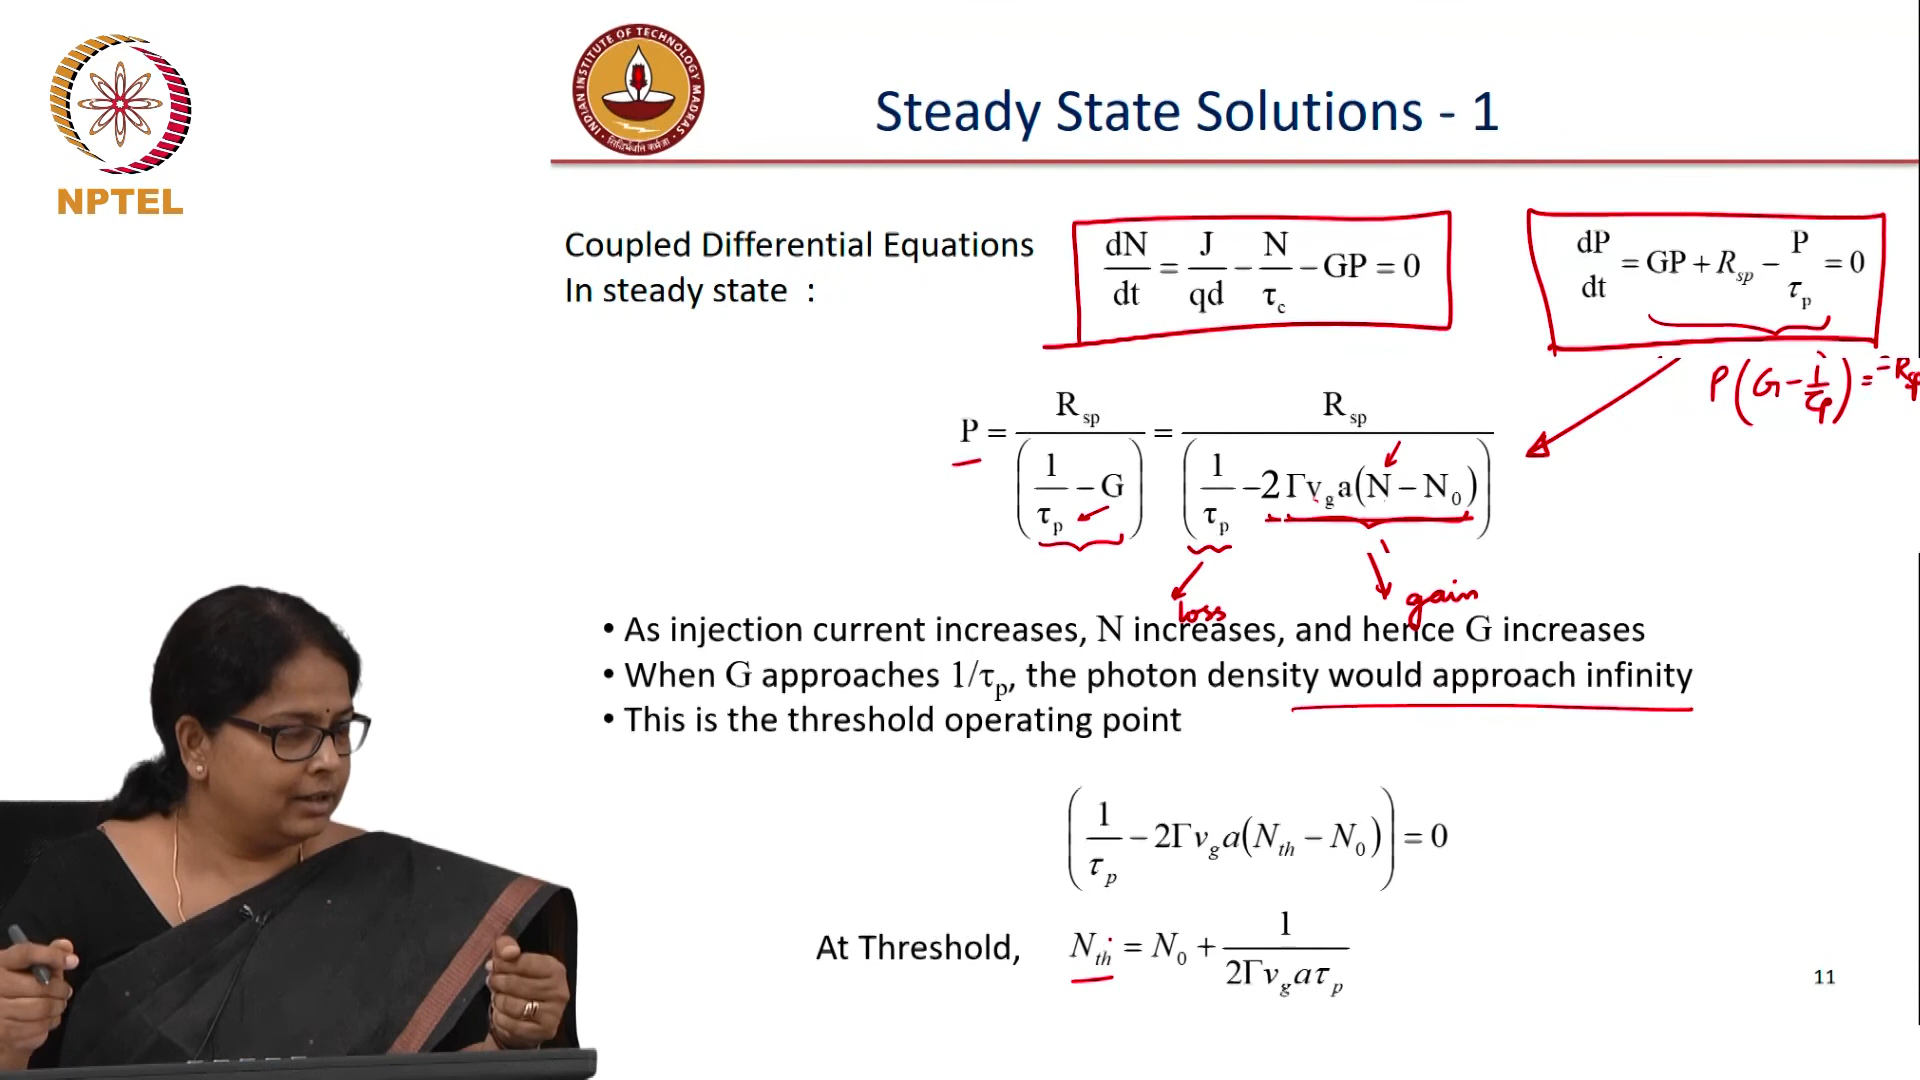 NPTEL
INDIAN INSTITUTE OF TECHNOLOGY MADRAS
सिद्धिर्भवति कर्मजा
Steady State Solutions - 1
Coupled Differential Equations
In steady state :
dN/dt = J/qd − N/τc − GP = 0
dP/dt = GP + Rsp − P/τp = 0
P(G − 1/τp) = −Rsp
P = Rsp/(1/τp − G) = Rsp/(1/τp − 2Γvga(N − N0))
loss
gain
• As injection current increases, N increases, and hence G increases
• When G approaches 1/τp, the photon density would approach infinity
• This is the threshold operating point
(1/τp − 2Γvga(Nth − N0)) = 0
At Threshold, Nth = N0 + 1/2Γvgaτp
11